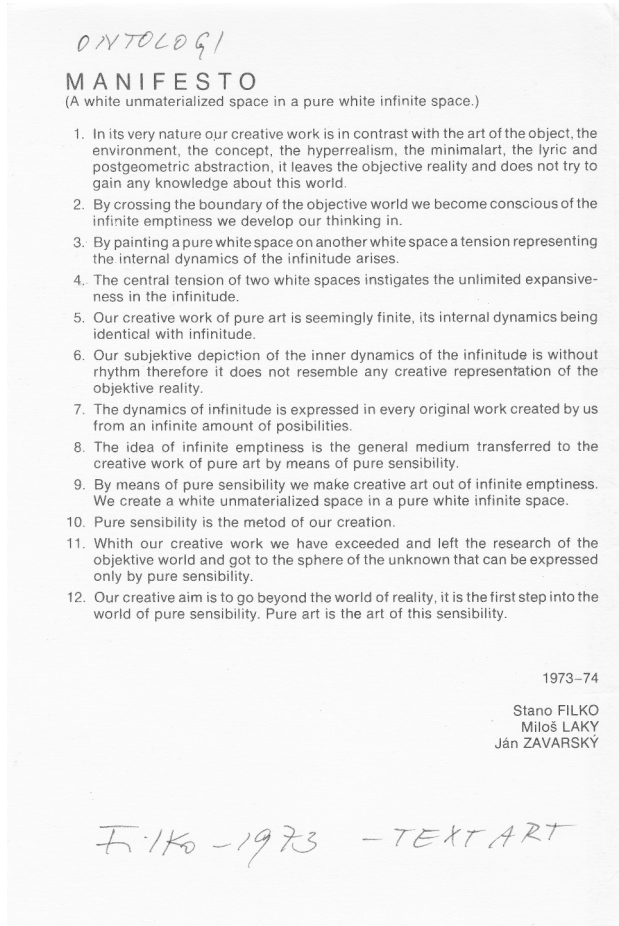 ONTOLOGI
MANIFESTO
(A white unmaterialized space in a pure white infinite space.)
1. In its very nature our creative work is in contrast with the art of the object, the
environment, the concept, the hyperrealism, the minimalart, the lyric and
postgeometric abstraction, it leaves the objective reality and does not try to
gain any knowledge about this world.
2. By crossing the boundary of the objective world we become conscious of the
infinite emptiness we develop our thinking in.
3. By painting a pure white space on another white space a tension representing
the internal dynamics of the infinitude arises.
4. The central tension of two white spaces instigates the unlimited expansive-
ness in the infinitude.
5. Our creative work of pure art is seemingly finite, its internal dynamics being
identical with infinitude.
6. Our subjektive depiction of the inner dynamics of the infinitude is without
rhythm therefore it does not resemble any creative representation of the
objektive reality.
7. The dynamics of infinitude is expressed in every original work created by us
from an infinite amount of posibilities.
8. The idea of infinite emptiness is the general medium transferred to the
creative work of pure art by means of pure sensibility.
9. By means of pure sensibility we make creative art out of infinite emptiness.
We create a white unmaterialized space in a pure white infinite space.
10. Pure sensibility is the metod of our creation.
11. Whith our creative work we have exceeded and left the research of the
objektive world and got to the sphere of the unknown that can be expressed
only by pure sensibility.
12. Our creative aim is to go beyond the world of reality, it is the first step into the
world of pure sensibility. Pure art is the art of this sensibility.
1973–74
Stano FILKO
Miloš LAKY
Ján ZAVARSKÝ
Filko – 1973 – TEXT ART